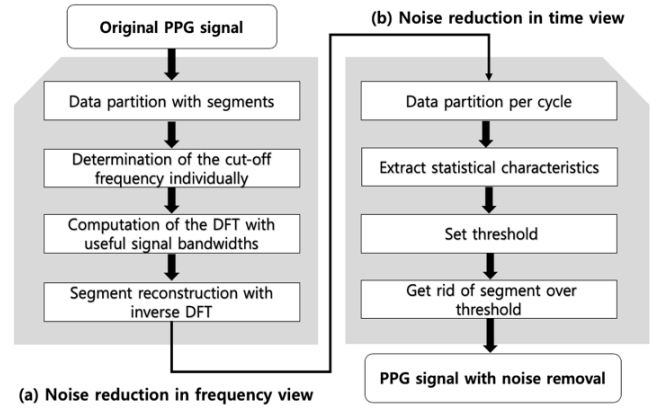 Original PPG signal
Data partition with segments
Determination of the cut-off
frequency individually
Computation of the DFT with
useful signal bandwidths
Segment reconstruction with
inverse DFT
(a) Noise reduction in frequency view
(b) Noise reduction in time view
Data partition per cycle
Extract statistical characteristics
Set threshold
Get rid of segment over
threshold
PPG signal with noise removal